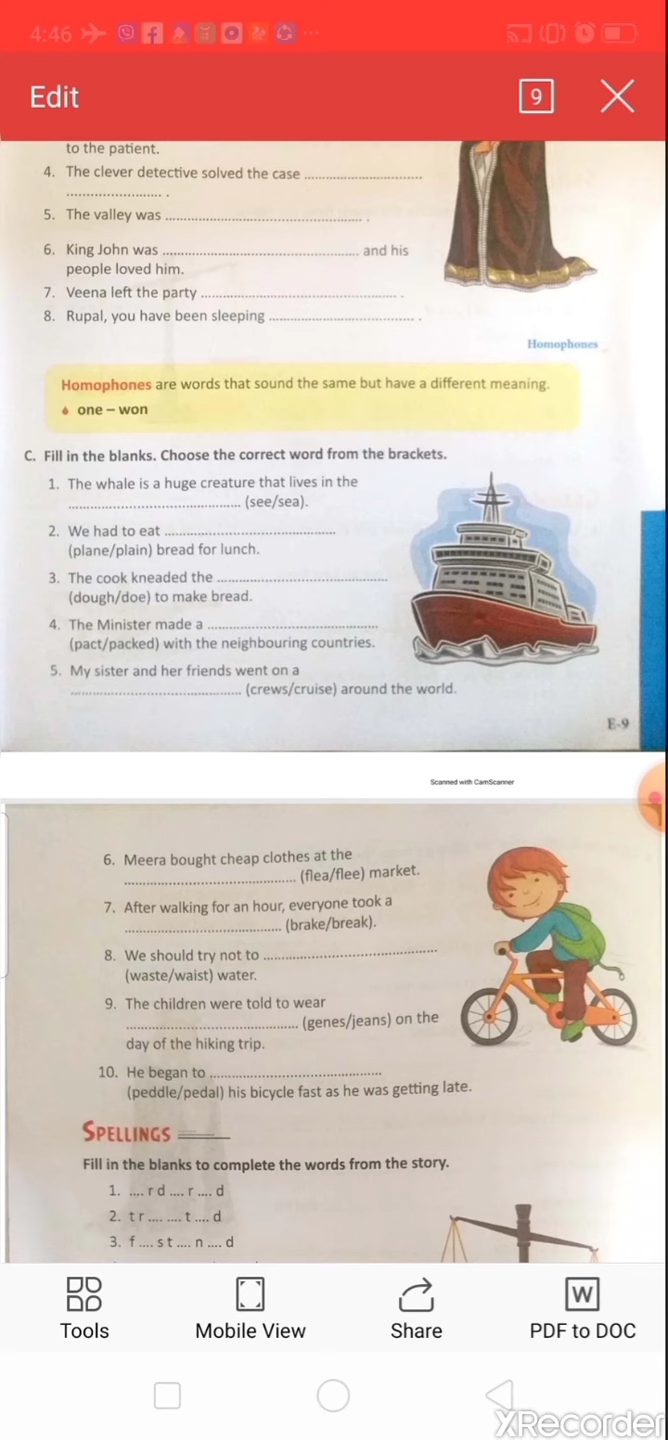 4:46
Edit
9
to the patient.
4. The clever detective solved the case ..............................
........................ .
5. The valley was .................................................. .
6. King John was .................................................. and his
people loved him.
7. Veena left the party .................................................. .
8. Rupal, you have been sleeping ..................................... .
Homophones
Homophones are words that sound the same but have a different meaning.
one – won
C. Fill in the blanks. Choose the correct word from the brackets.
1. The whale is a huge creature that lives in the
........................................... (see/sea).
2. We had to eat ...........................................
(plane/plain) bread for lunch.
3. The cook kneaded the ...........................................
(dough/doe) to make bread.
4. The Minister made a ...........................................
(pact/packed) with the neighbouring countries.
5. My sister and her friends went on a
........................................... (crews/cruise) around the world.
E-9
Scanned with CamScanner
6. Meera bought cheap clothes at the
........................................... (flea/flee) market.
7. After walking for an hour, everyone took a
........................................ (brake/break).
8. We should try not to ...........................................
(waste/waist) water.
9. The children were told to wear
........................................... (genes/jeans) on the
day of the hiking trip.
10. He began to ...........................................
(peddle/pedal) his bicycle fast as he was getting late.
SPELLINGS
Fill in the blanks to complete the words from the story.
1. .... r d .... r .... d
2. t r .... .... t .... d
3. f .... s t .... n .... d
W
Tools
Mobile View
Share
PDF to DOC
XRecorder